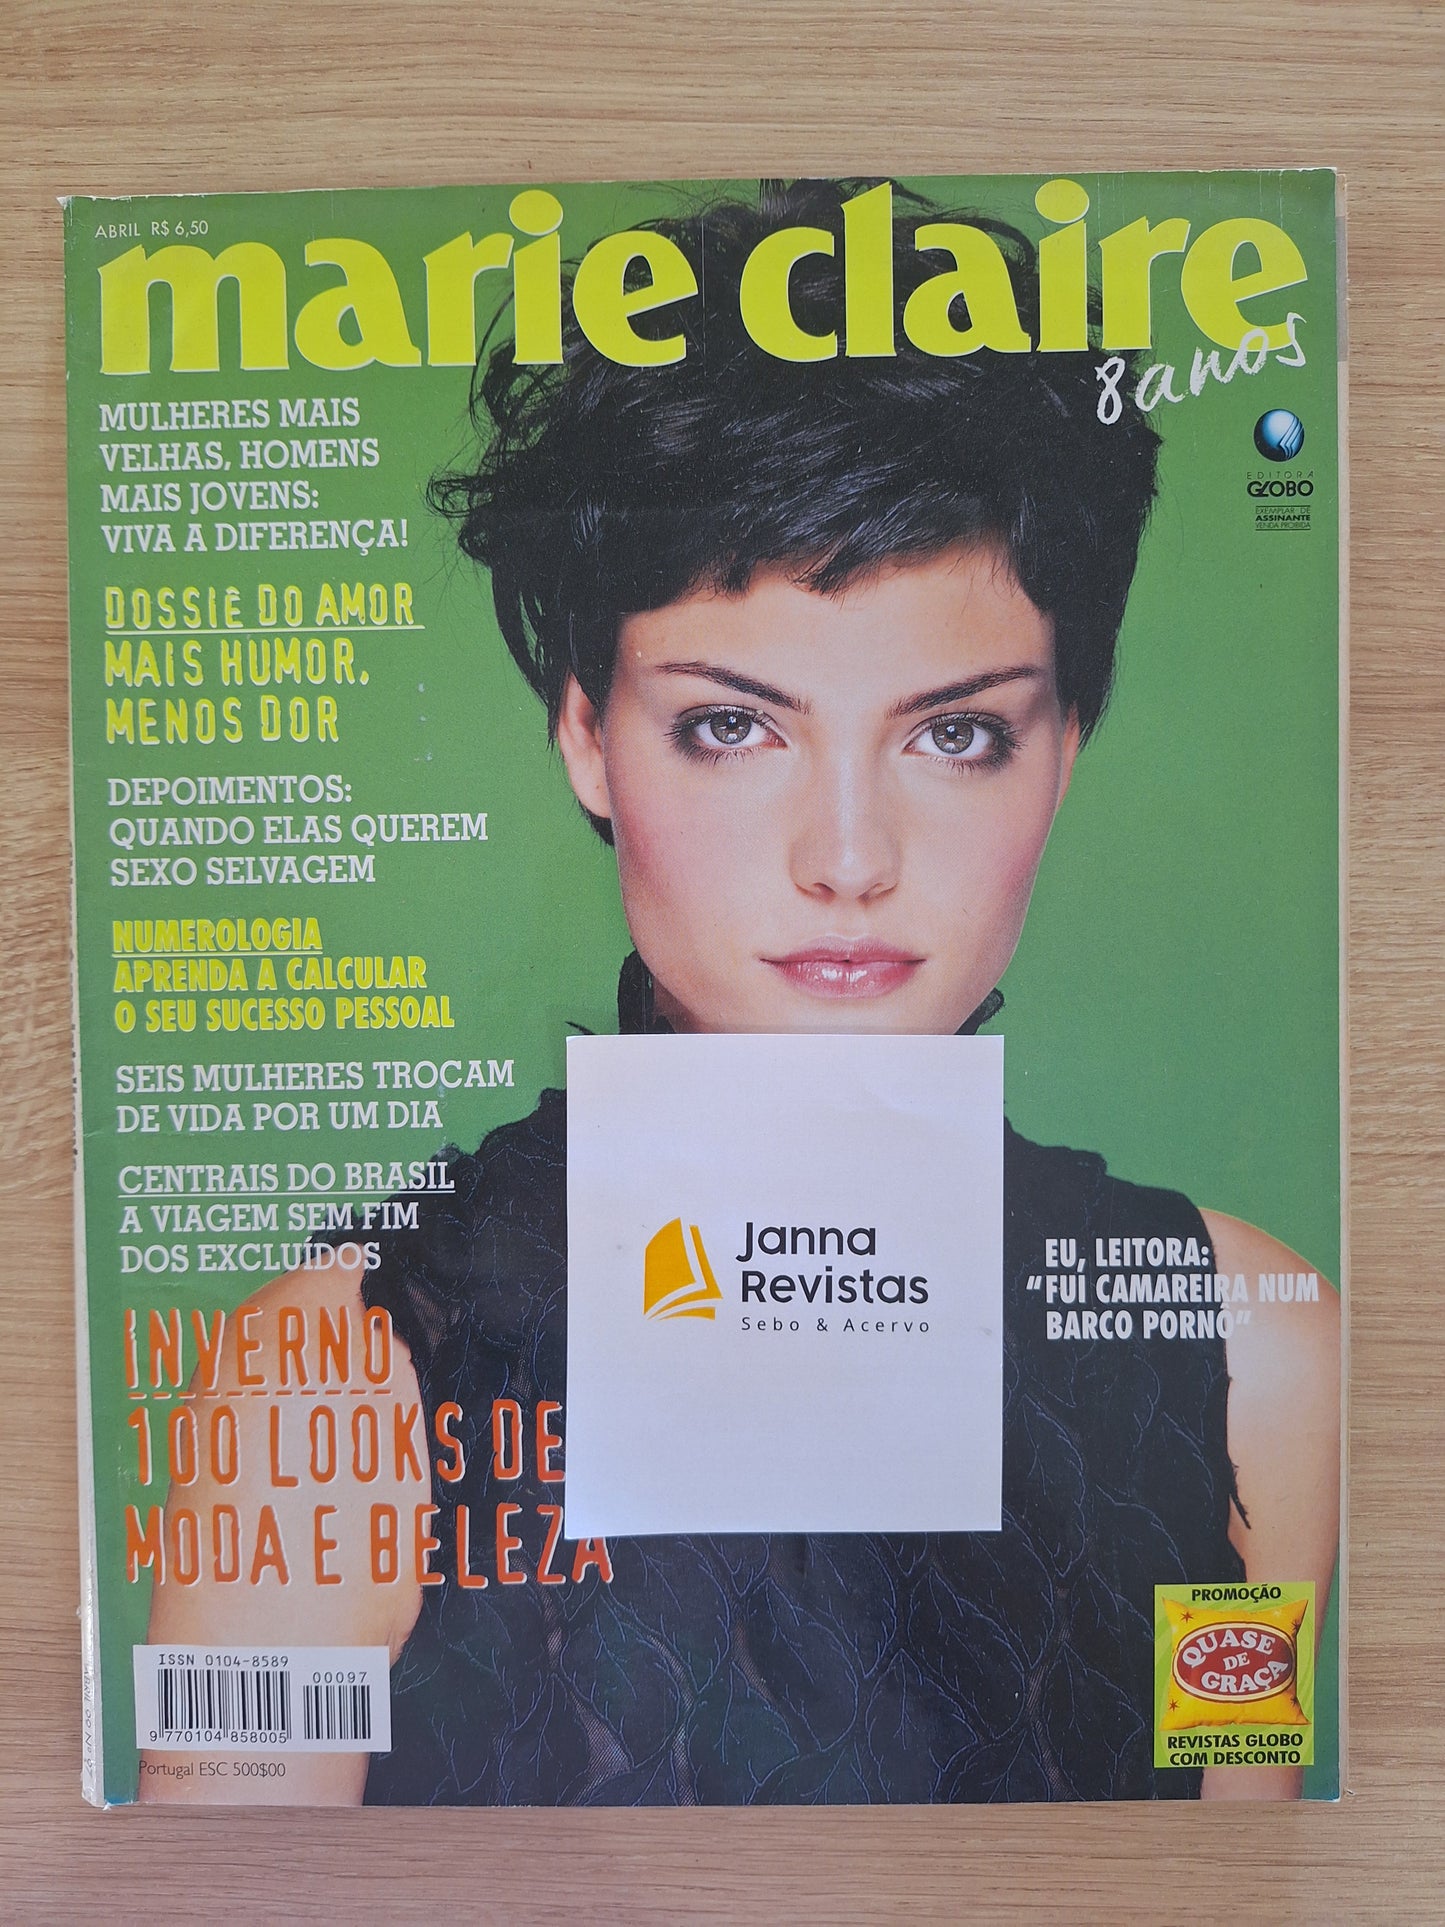 ABRIL R$ 6,50
marie claire
8 anos
EDITORA
GLOBO
EXEMPLAR DE
ASSINANTE
VENDA PROIBIDA
MULHERES MAIS
VELHAS, HOMENS
MAIS JOVENS:
VIVA A DIFERENÇA!
DOSSIÊ DO AMOR
MAIS HUMOR,
MENOS DOR
DEPOIMENTOS:
QUANDO ELAS QUEREM
SEXO SELVAGEM
NUMEROLOGIA
APRENDA A CALCULAR
O SEU SUCESSO PESSOAL
SEIS MULHERES TROCAM
DE VIDA POR UM DIA
CENTRAIS DO BRASIL
A VIAGEM SEM FIM
DOS EXCLUÍDOS
INVERNO
100 LOOKS DE
MODA E BELEZA
Janna
Revistas
Sebo & Acervo
EU, LEITORA:
"FUI CAMAREIRA NUM
BARCO PORNÔ"
ISSN 0104-8589
00097
9 770104 858005
Portugal ESC 500$00
PROMOÇÃO
QUASE
DE
GRAÇA
REVISTAS GLOBO
COM DESCONTO